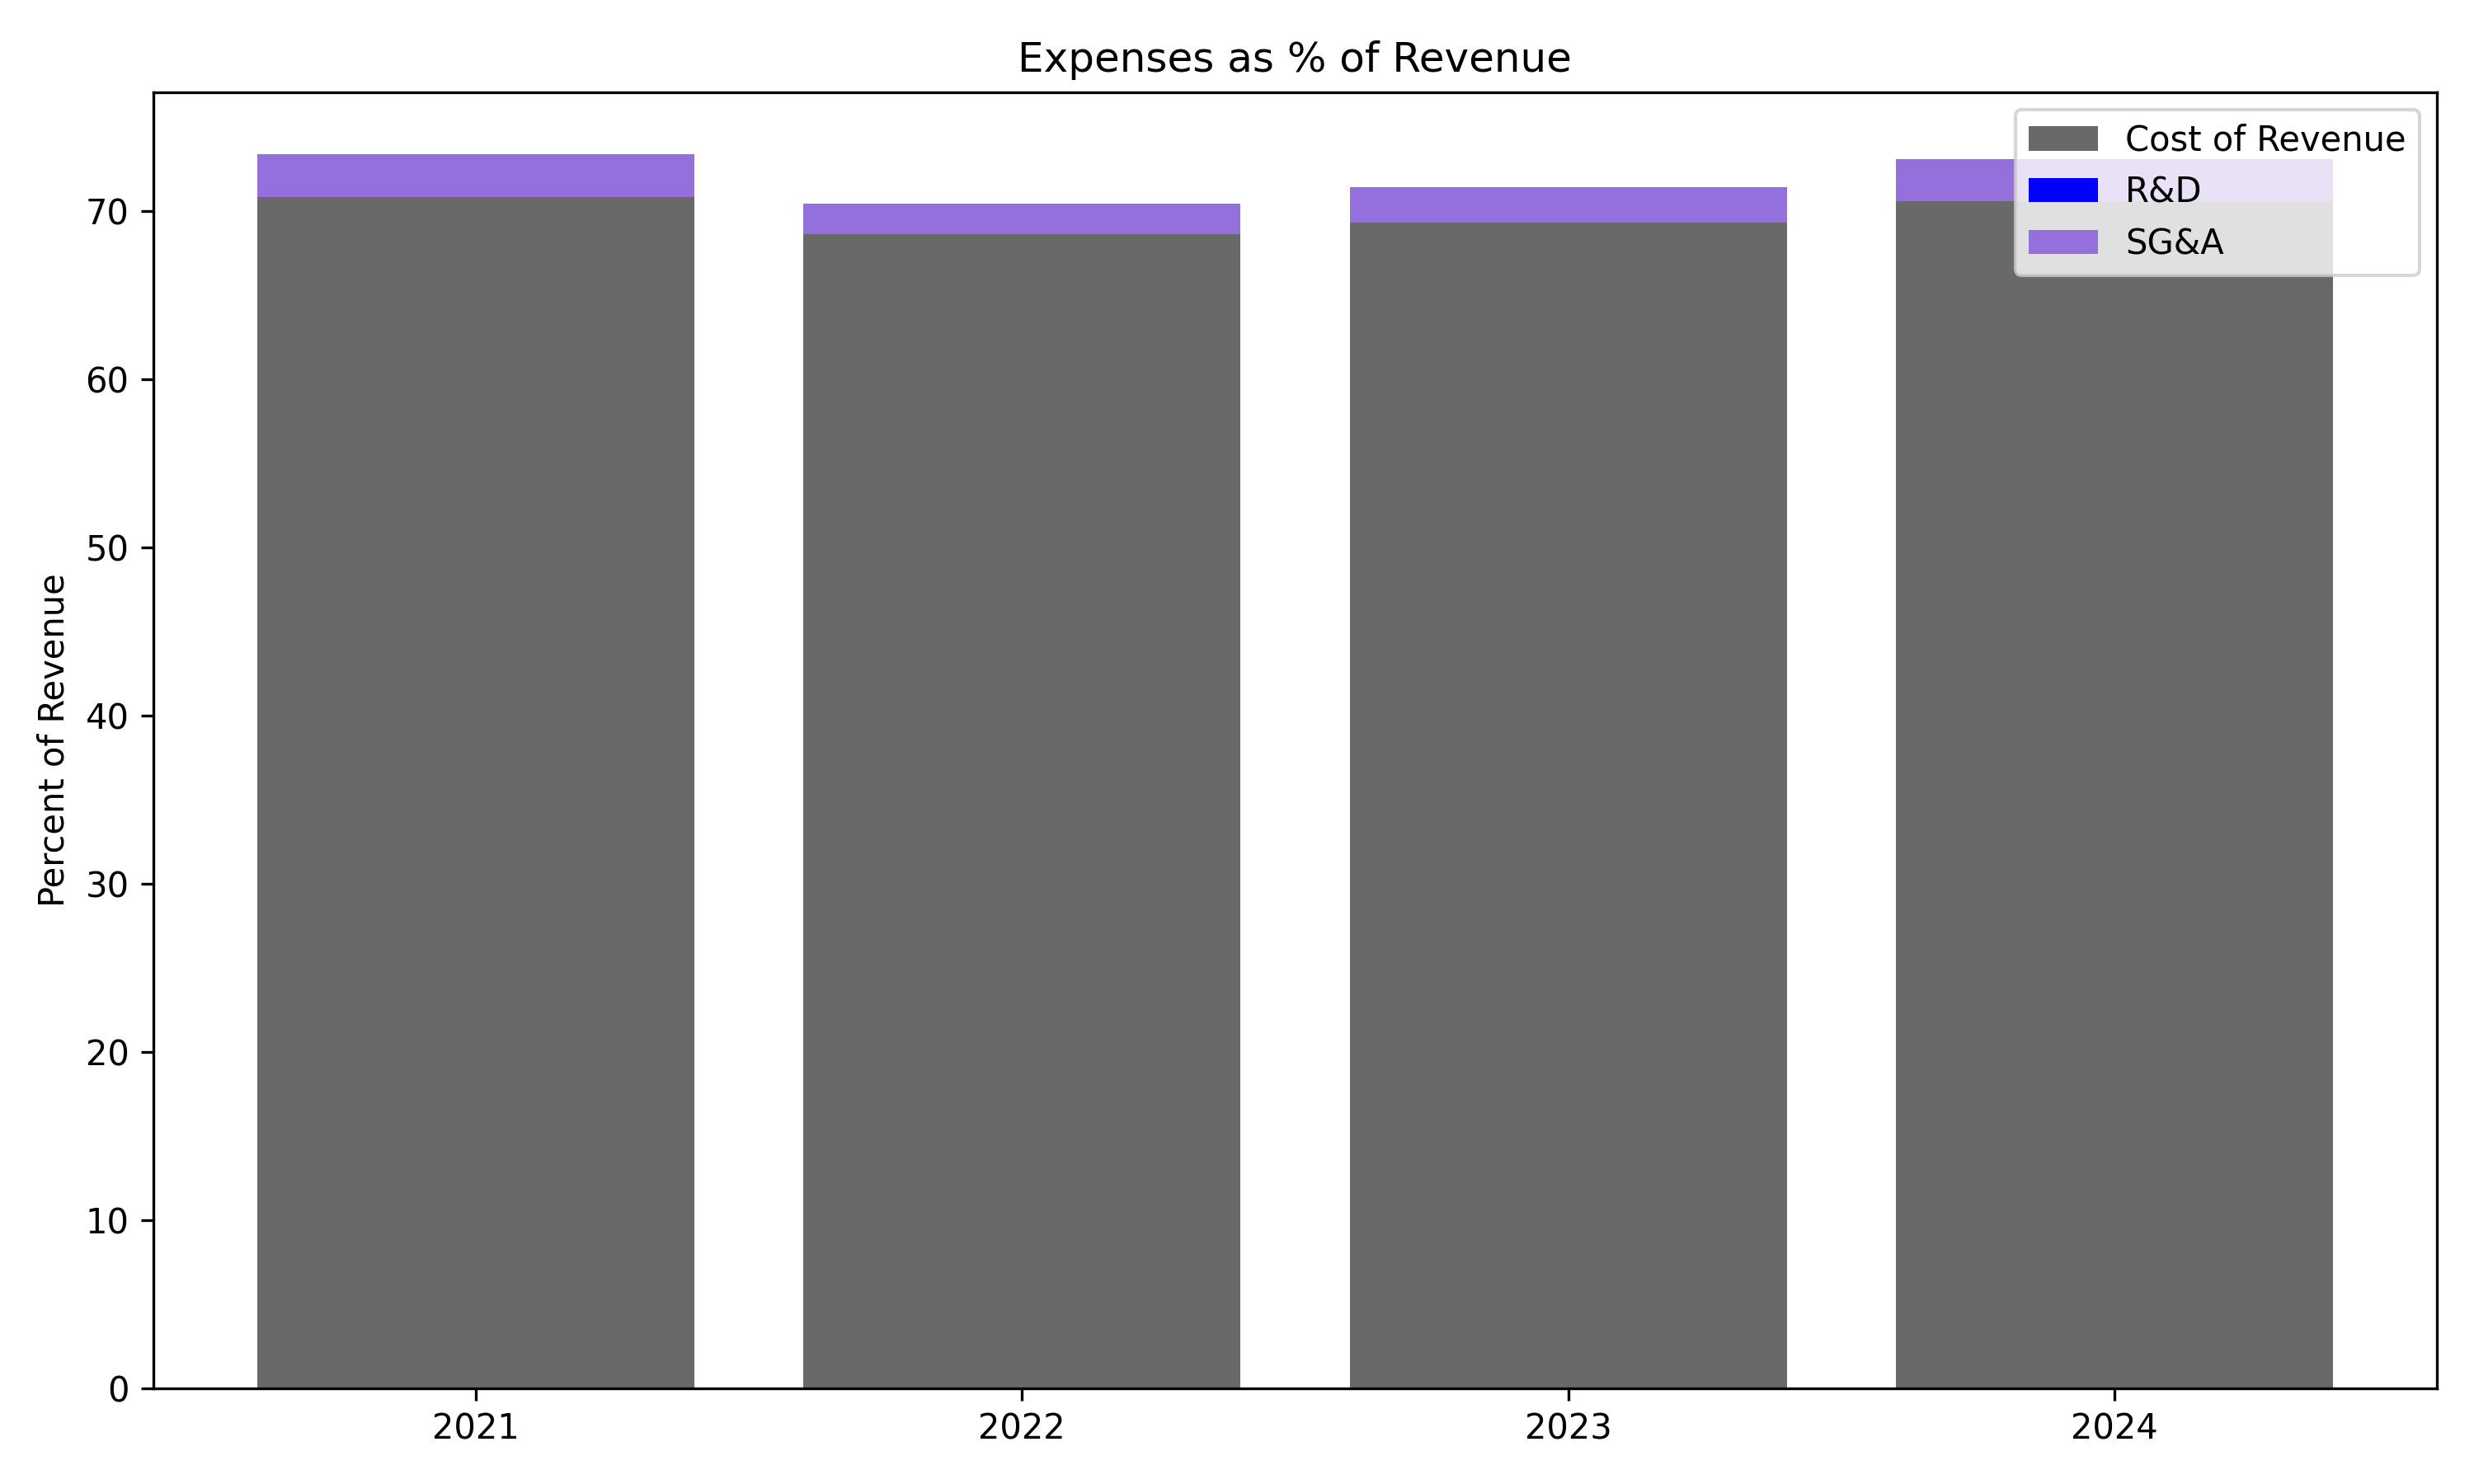 Expenses as % of Revenue
Cost of Revenue
R&D
SG&A
Percent of Revenue
70
60
50
40
30
20
10
0
2021
2022
2023
2024